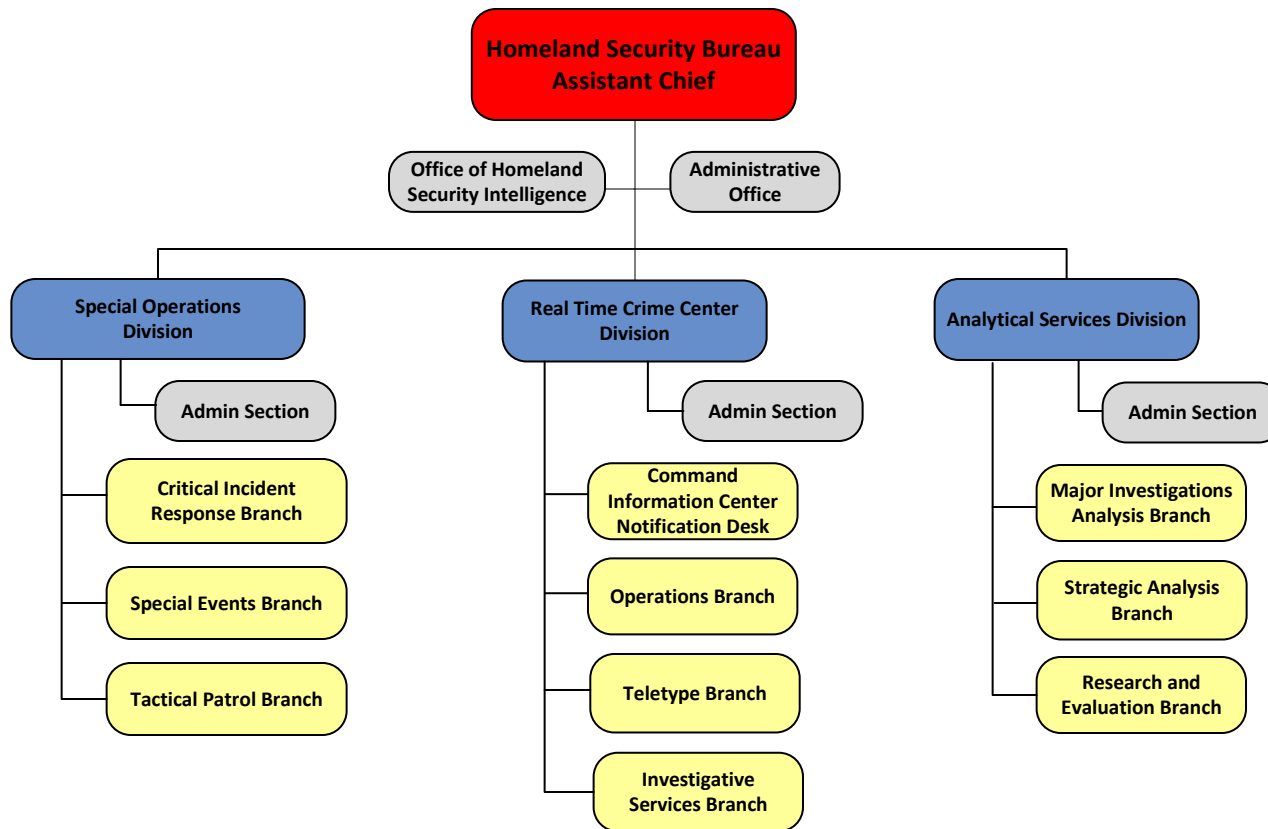 Homeland Security Bureau
Assistant Chief
Office of Homeland
Security Intelligence
Administrative
Office
Special Operations
Division
Admin Section
Critical Incident
Response Branch
Special Events Branch
Tactical Patrol Branch
Real Time Crime Center
Division
Admin Section
Command
Information Center
Notification Desk
Operations Branch
Teletype Branch
Investigative
Services Branch
Analytical Services Division
Admin Section
Major Investigations
Analysis Branch
Strategic Analysis
Branch
Research and
Evaluation Branch